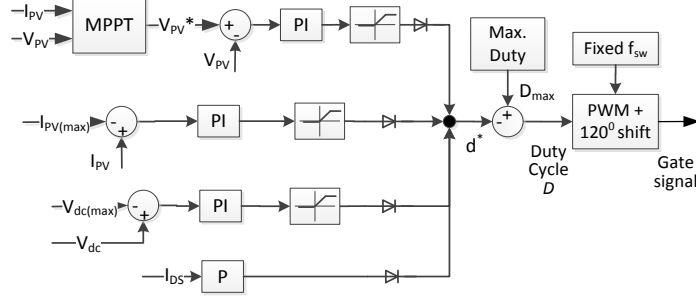 I_PV
V_PV
MPPT
V_PV*
+
-
V_PV
PI
Max.
Duty
Fixed f_sw
D_max
I_PV(max)
-
+
I_PV
PI
d*
-
+
Duty
Cycle
D
PWM +
120⁰ shift
Gate
signal
V_dc(max)
-
+
V_dc
PI
I_DS
P